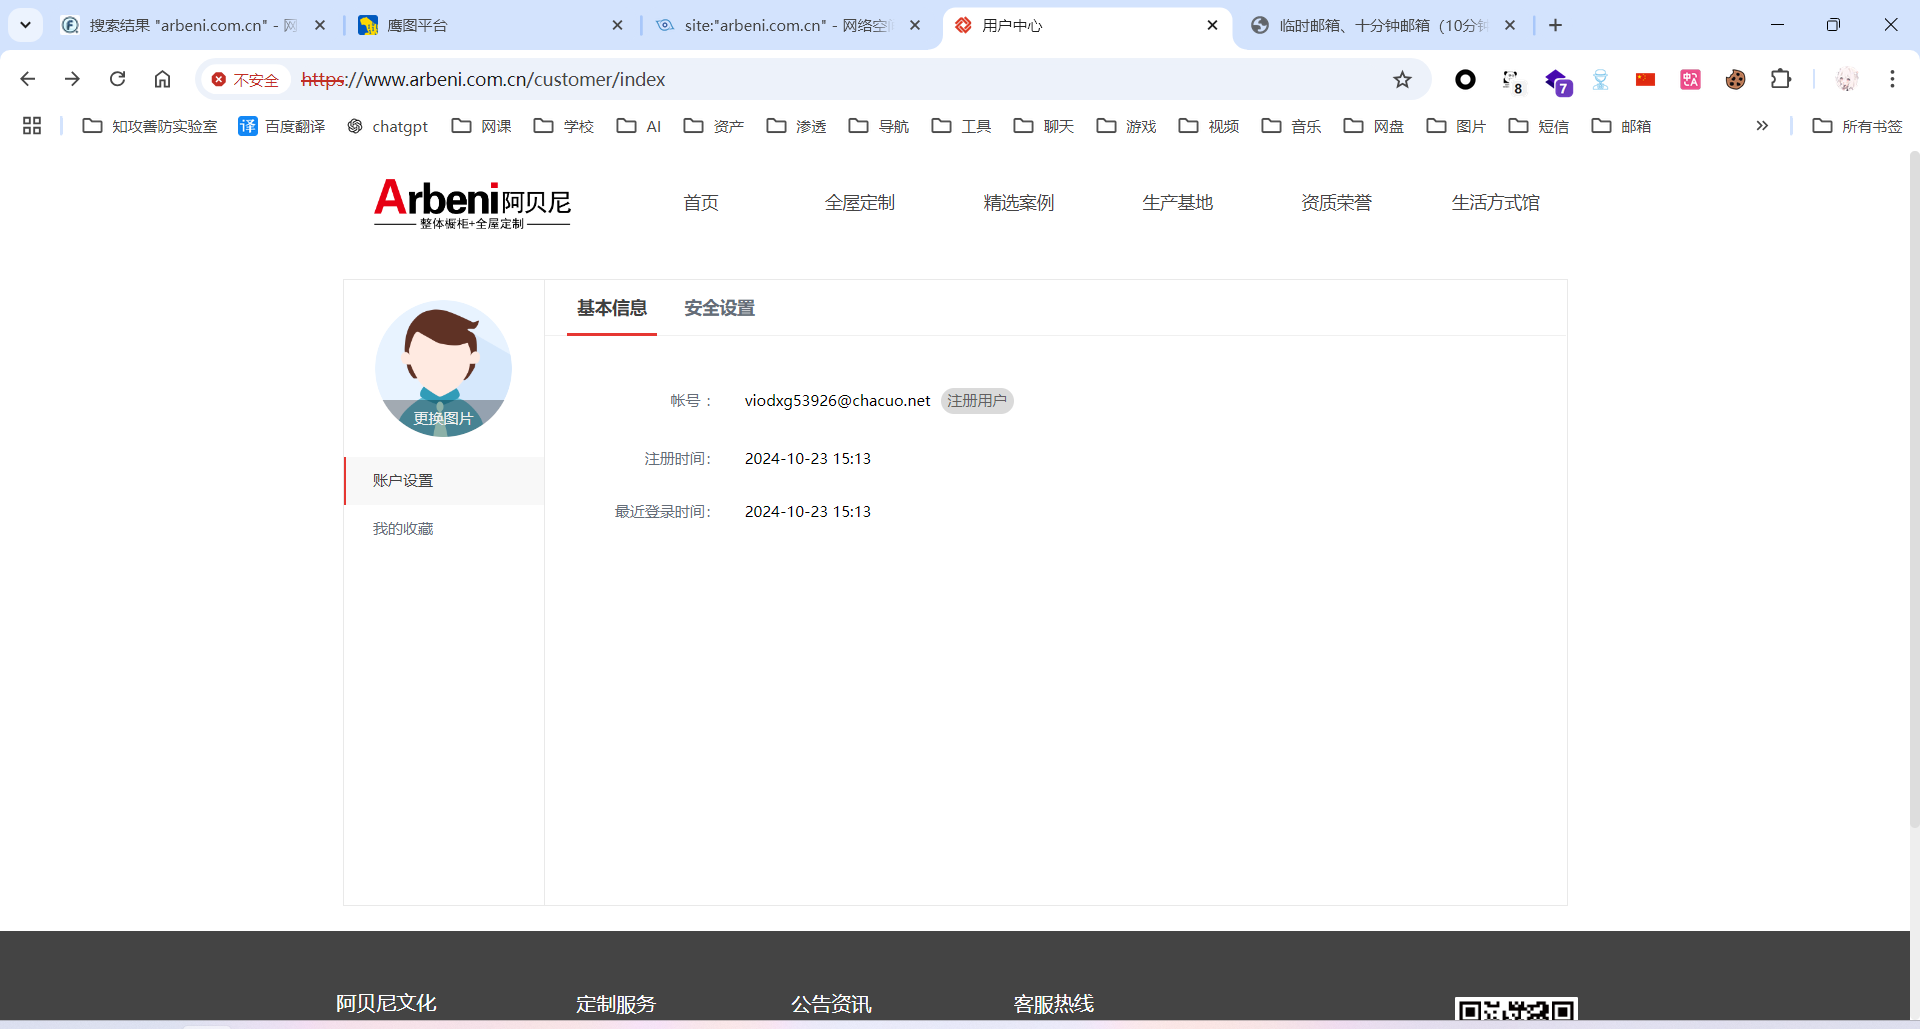 搜索结果 "arbeni.com.cn" - 网
鹰图平台
site:"arbeni.com.cn" - 网络空
用户中心
临时邮箱、十分钟邮箱（10分钟
不安全
https://www.arbeni.com.cn/customer/index
8
7
知攻善防实验室
译 百度翻译
chatgpt
网课
学校
AI
资产
渗透
导航
工具
聊天
游戏
视频
音乐
网盘
图片
短信
邮箱
所有书签
Arbeni阿贝尼
整体橱柜+全屋定制
首页
全屋定制
精选案例
生产基地
资质荣誉
生活方式馆
更换图片
账户设置
我的收藏
基本信息
安全设置
帐号： viodxg53926@chacuo.net 注册用户
注册时间： 2024-10-23 15:13
最近登录时间： 2024-10-23 15:13
阿贝尼文化
定制服务
公告资讯
客服热线